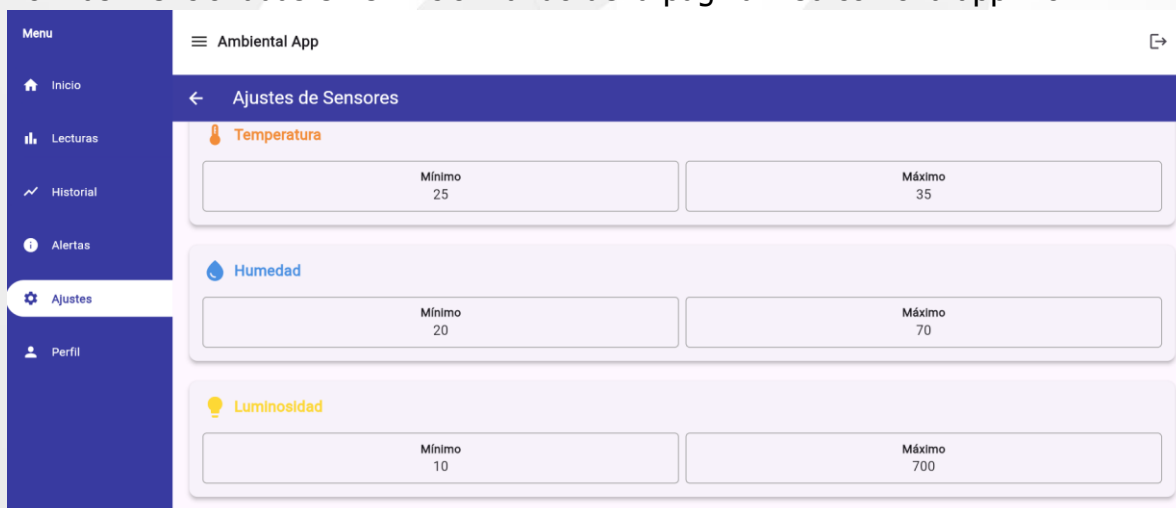 Menu
Ambiental App
Inicio
Ajustes de Sensores
Lecturas
Temperatura
Mínimo
25
Máximo
35
Historial
Alertas
Humedad
Mínimo
20
Máximo
70
Ajustes
Perfil
Luminosidad
Mínimo
10
Máximo
700